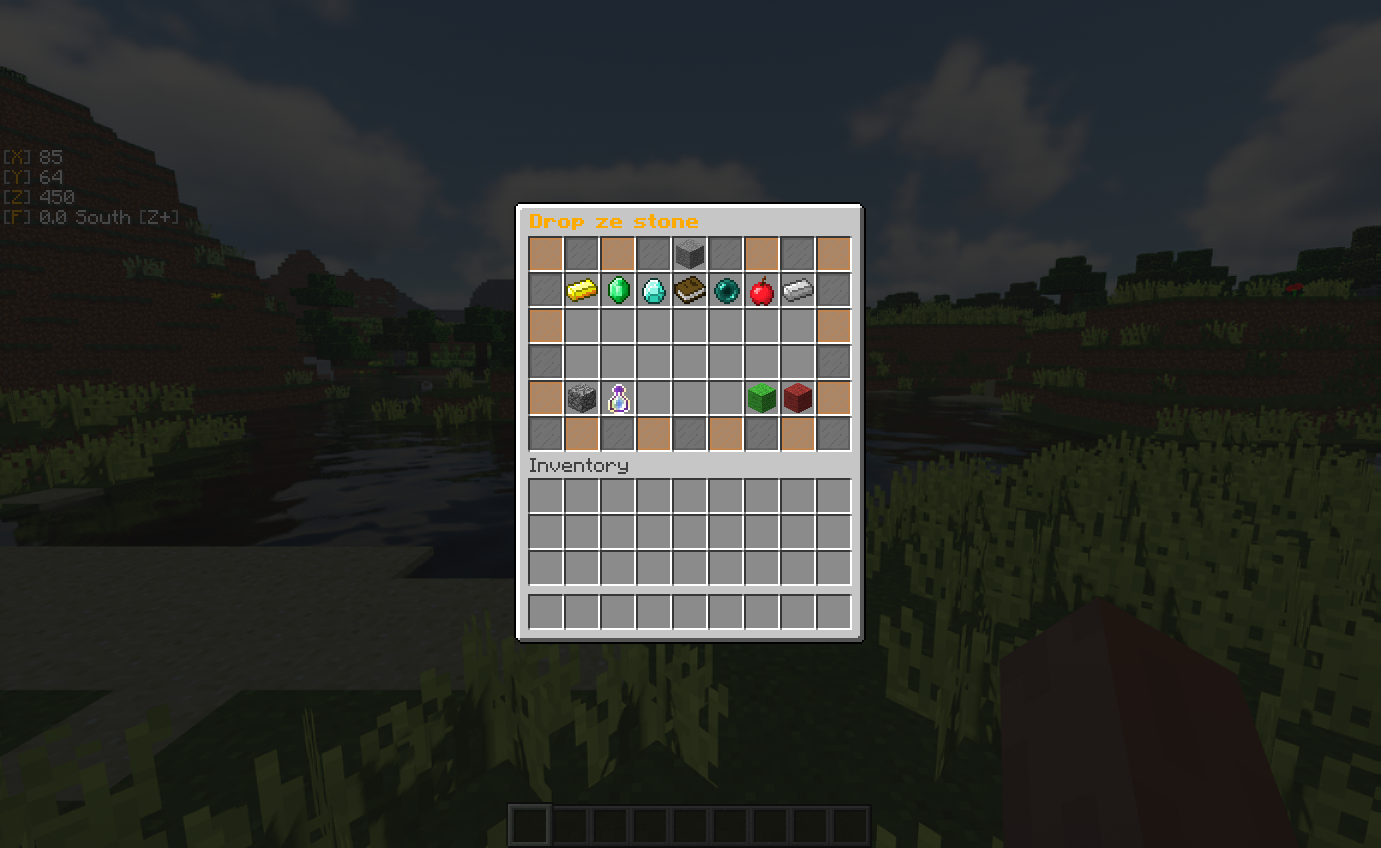 [X] 85
[Y] 64
[Z] 450
[F] 0.0 South [Z+]
Drop ze stone
Inventory